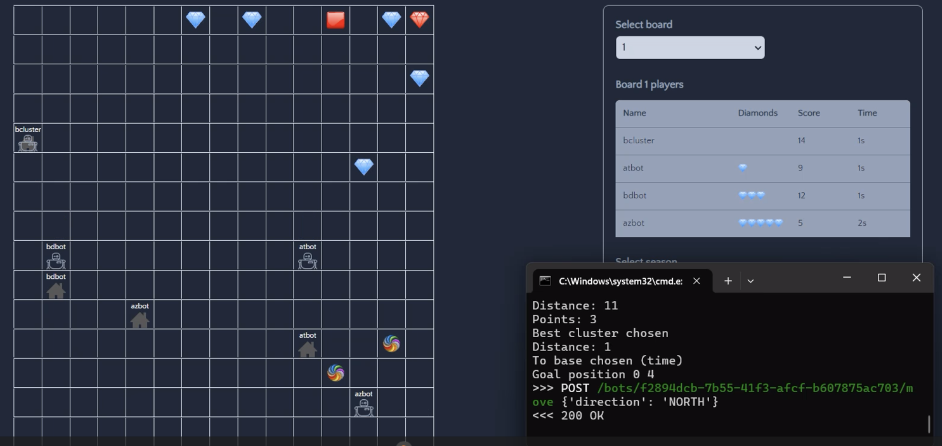 Select board
1
Board 1 players
Name Diamonds Score Time
bcluster 14 1s
atbot 9 1s
bdbot 12 1s
azbot 5 2s
Select season
bcluster
bdbot
atbot
bdbot
azbot
atbot
azbot
C:\Windows\system32\cmd.e:
Distance: 11
Points: 3
Best cluster chosen
Distance: 1
To base chosen (time)
Goal position 0 4
>>> POST /bots/f2894dcb-7b55-41f3-afcf-b607875ac703/m
ove {'direction': 'NORTH'}
<<< 200 OK